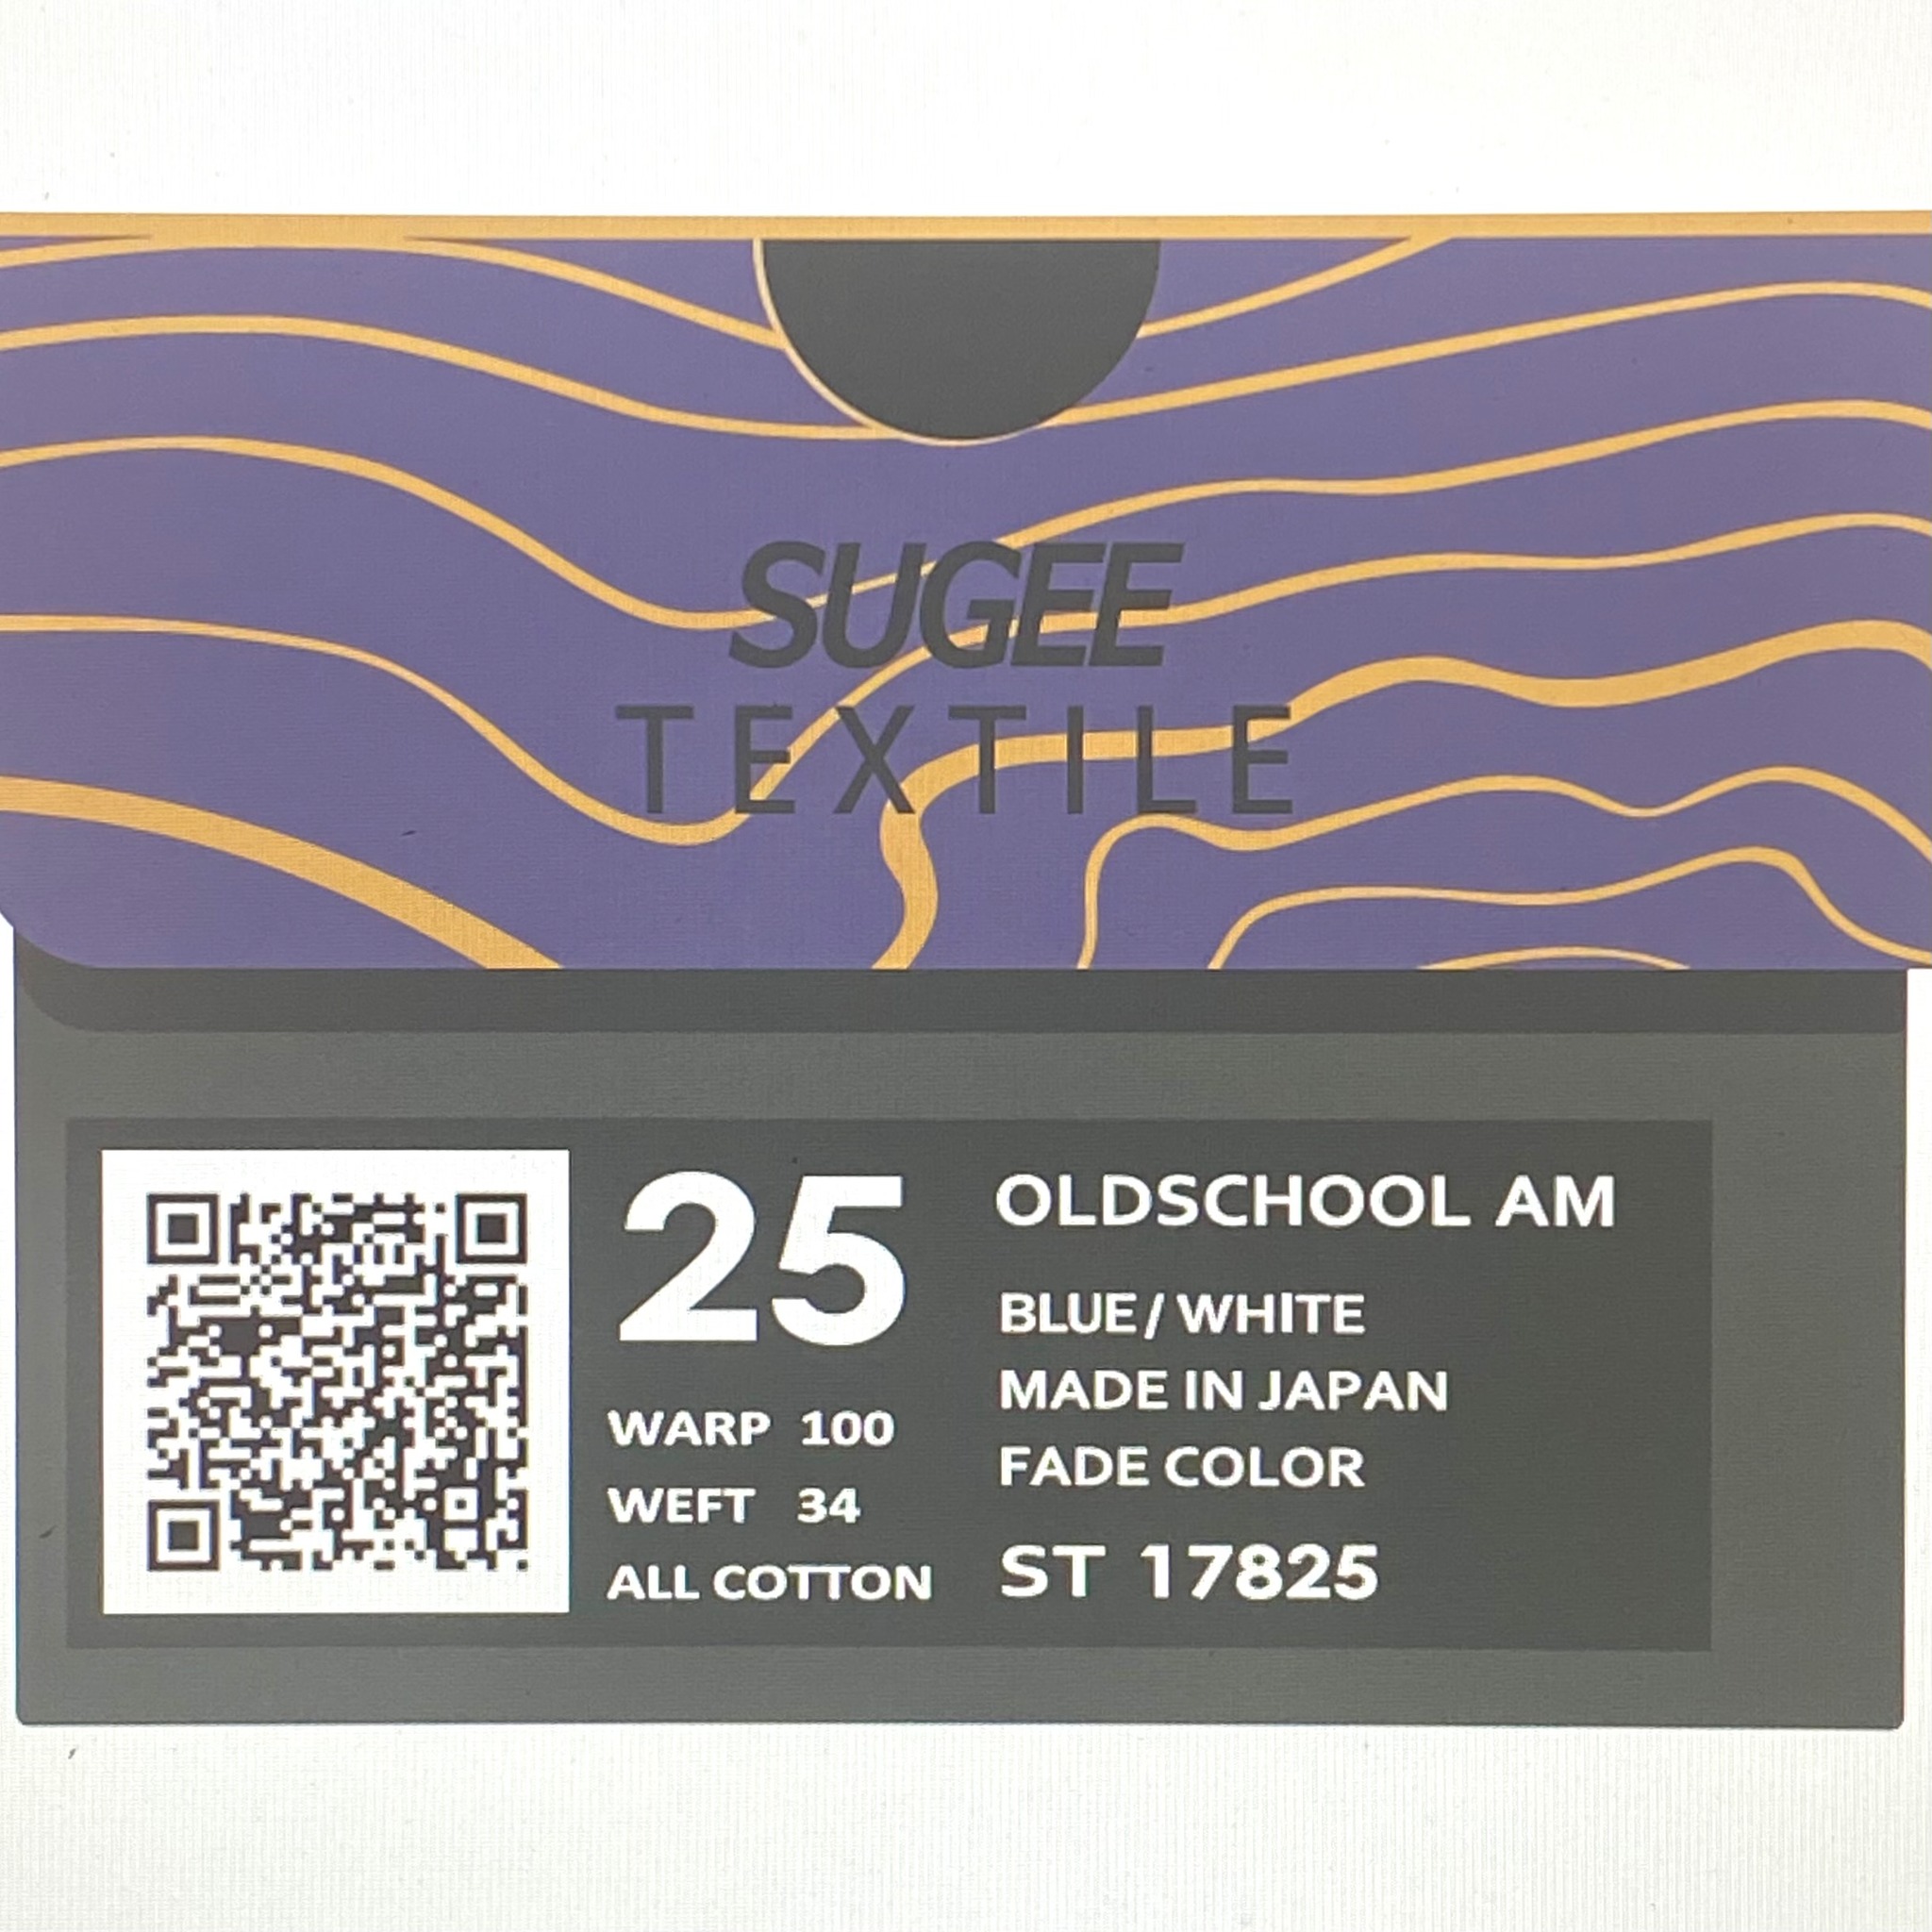 SUGEE
TEXTILE
25
WARP 100
WEFT 34
ALL COTTON
OLDSCHOOL AM
BLUE/WHITE
MADE IN JAPAN
FADE COLOR
ST 17825